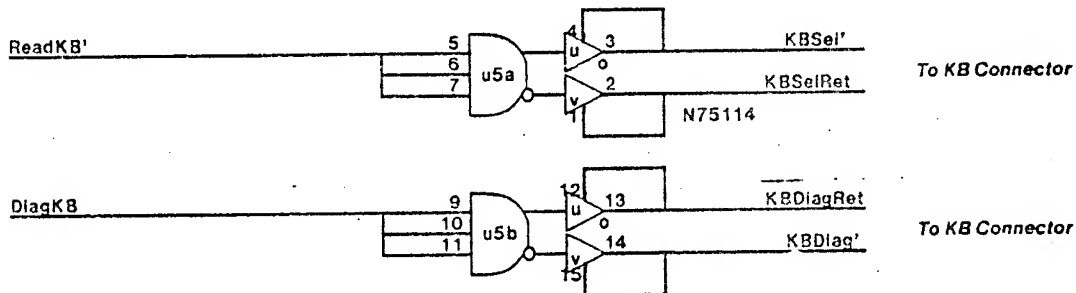 ReadKB'
5
6
7
u5a
4
u
3
o
KBSel'
v
2
1
KBSelRet
N75114
To KB Connector
DiagKB
9
10
11
u5b
12
u
13
o
KBDiagRet
v
14
15
KBDiag'
To KB Connector